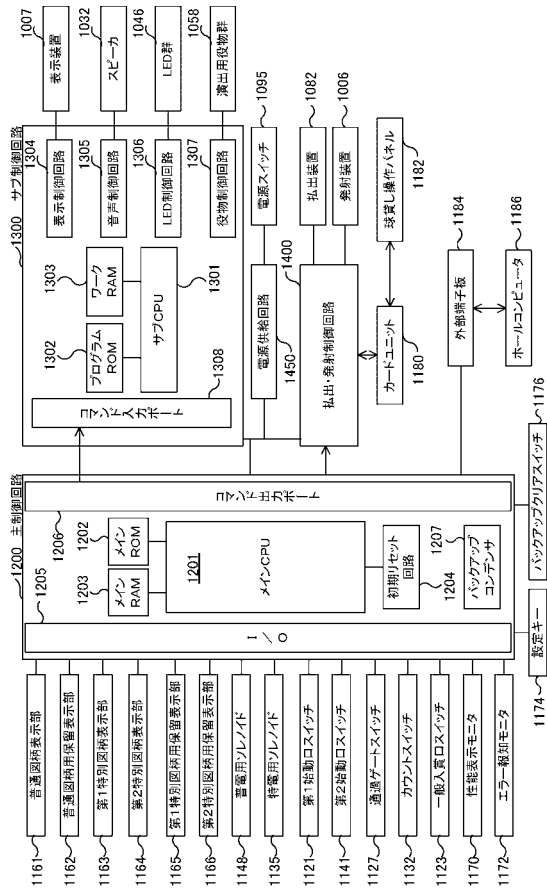 1200 主制御回路
1205
I/O
1203
メイン
RAM
1202
メイン
ROM
1206
1201
メインCPU
コマンド出力ポート
初期リセット
回路
1204
1207
バックアップ
コンデンサ
1161 普通図柄表示部
1162 普通図柄用保留表示部
1163 第1特別図柄表示部
1164 第2特別図柄表示部
1165 第1特別図柄用保留表示部
1166 第2特別図柄用保留表示部
1148 普電用ソレノイド
1135 特電用ソレノイド
1121 第1始動口スイッチ
1141 第2始動口スイッチ
1127 通過ゲートスイッチ
1132 カウントスイッチ
1123 一般入賞口スイッチ
1170 性能表示モニタ
1172 エラー報知モニタ
1174 設定キー
バックアップクリアスイッチ 1176
1300 サブ制御回路
コマンド入力ポート
1308
1302
プログラム
ROM
1303
ワーク
RAM
サブCPU
1301
1304
表示制御回路
1305
音声制御回路
1306
LED制御回路
1307
役物制御回路
表示装置 1007
スピーカ 1032
LED群 1046
演出用役物群 1058
電源供給回路
1450
電源スイッチ 1095
払出・発射制御回路
1400
払出装置 1082
発射装置 1006
カードユニット
1180
球貸し操作パネル
1182
外部端子板 1184
ホールコンピュータ 1186